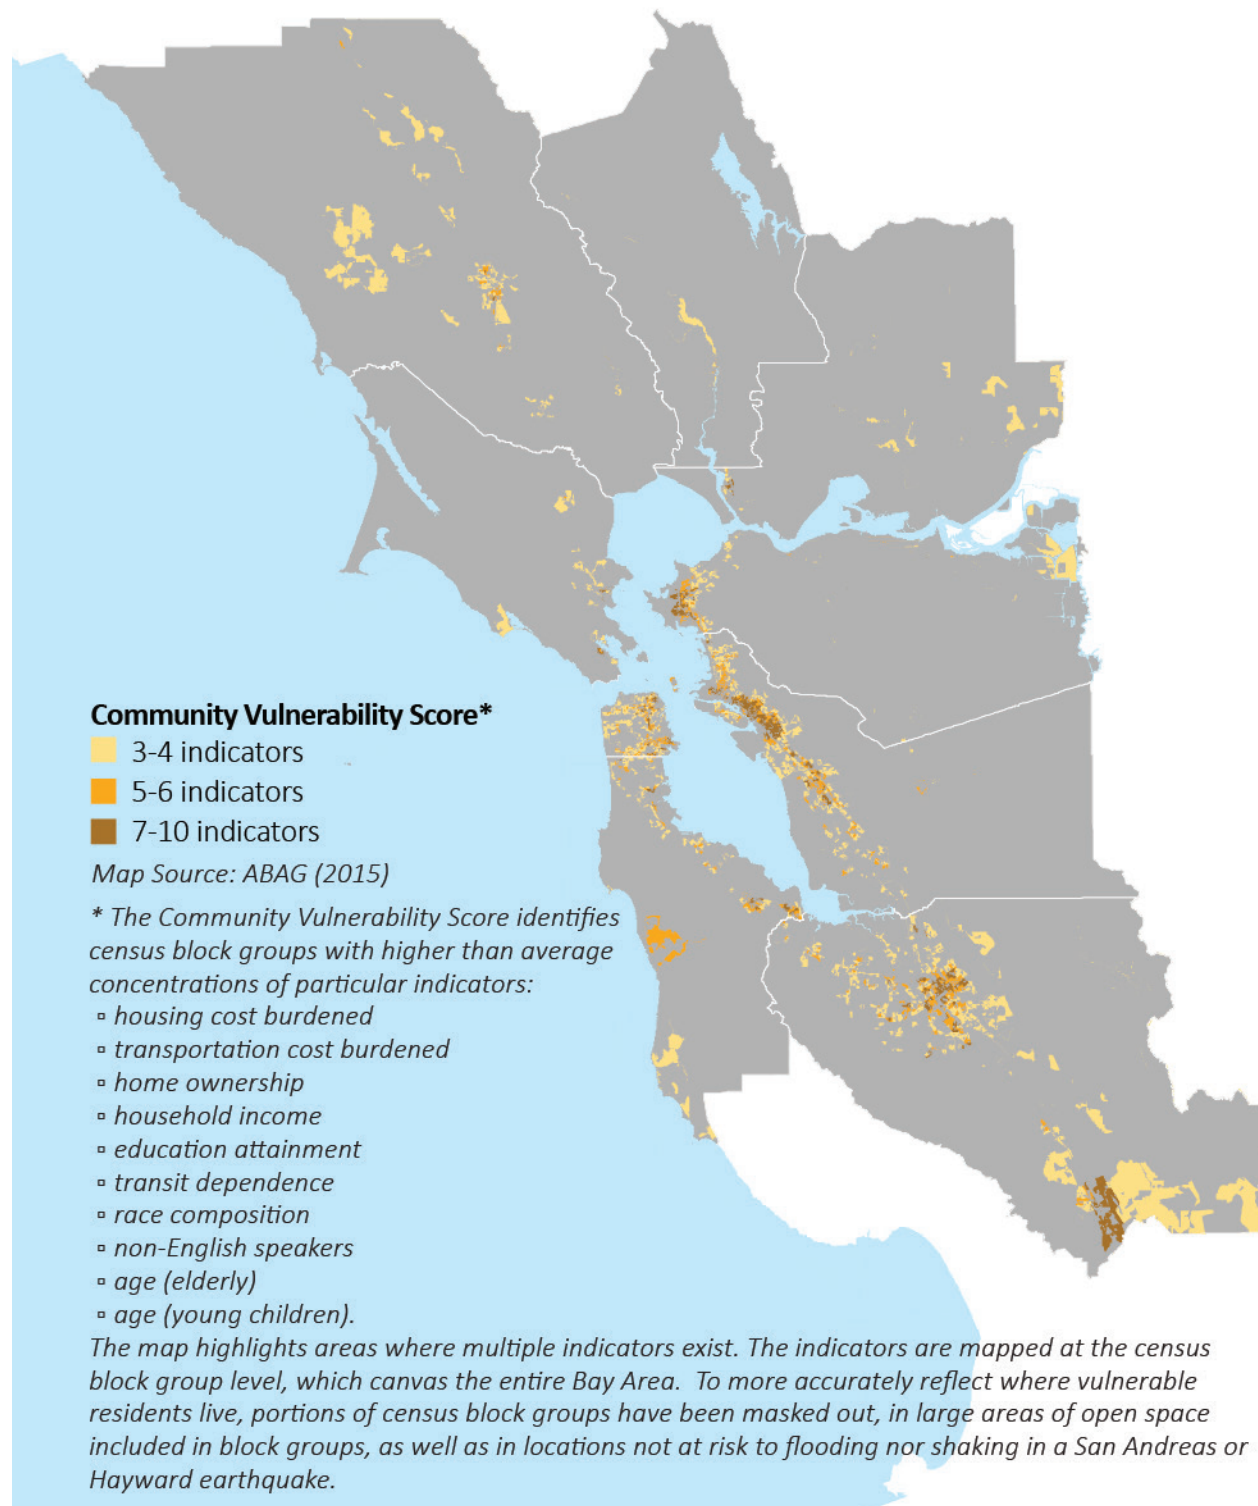 Community Vulnerability Score*
3-4 indicators
5-6 indicators
7-10 indicators
Map Source: ABAG (2015)
* The Community Vulnerability Score identifies
census block groups with higher than average
concentrations of particular indicators:
▫ housing cost burdened
▫ transportation cost burdened
▫ home ownership
▫ household income
▫ education attainment
▫ transit dependence
▫ race composition
▫ non-English speakers
▫ age (elderly)
▫ age (young children).
The map highlights areas where multiple indicators exist. The indicators are mapped at the census
block group level, which canvas the entire Bay Area.  To more accurately reflect where vulnerable
residents live, portions of census block groups have been masked out, in large areas of open space
included in block groups, as well as in locations not at risk to flooding nor shaking in a San Andreas or
Hayward earthquake.